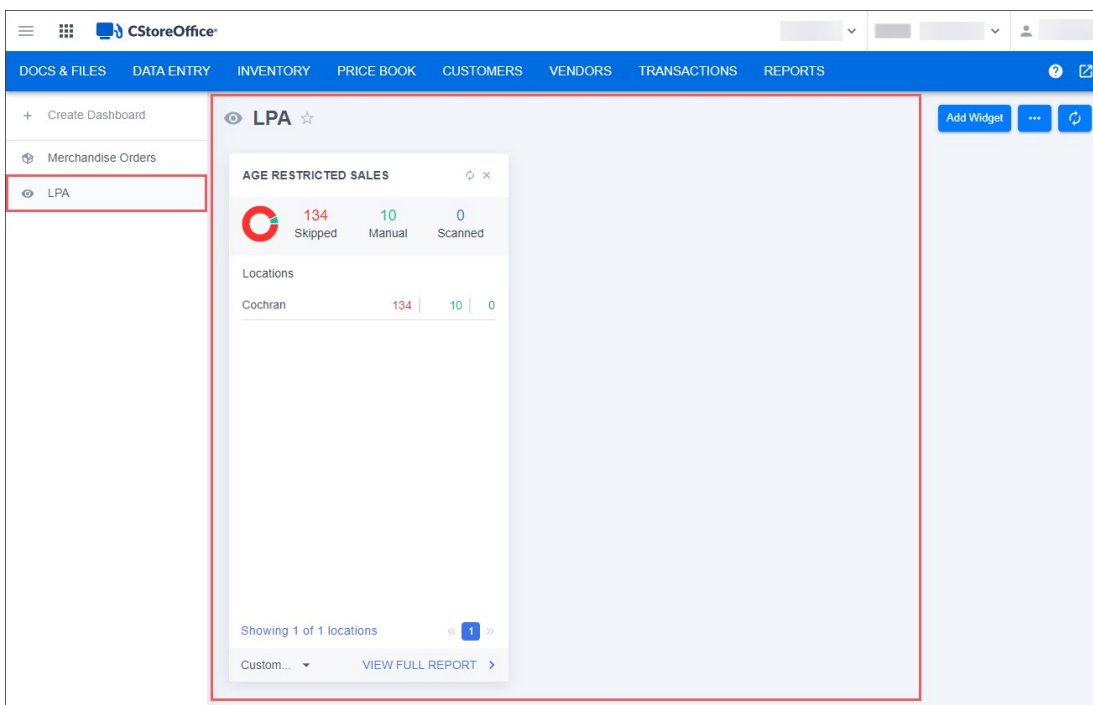 CStoreOffice®
DOCS & FILES DATA ENTRY INVENTORY PRICE BOOK CUSTOMERS VENDORS TRANSACTIONS REPORTS ?
+ Create Dashboard
Merchandise Orders
LPA
LPA
Add Widget ...
AGE RESTRICTED SALES
134 10 0
Skipped Manual Scanned
Locations
Cochran 134 10 0
Showing 1 of 1 locations « 1 »
Custom... VIEW FULL REPORT >